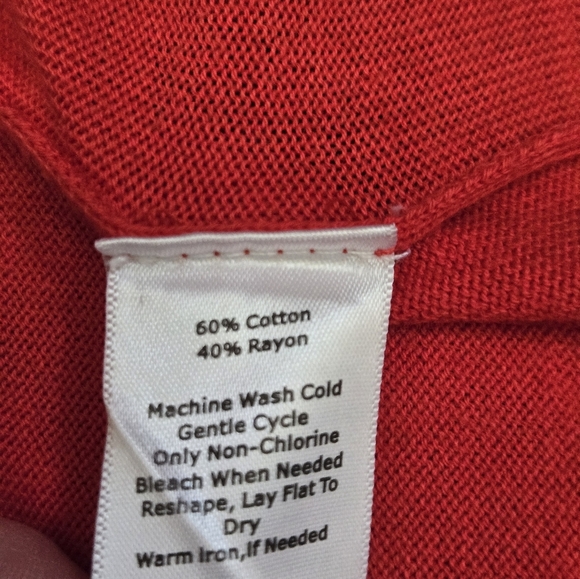 60% Cotton
40% Rayon
Machine Wash Cold
Gentle Cycle
Only Non-Chlorine
Bleach When Needed
Reshape, Lay Flat To
Dry
Warm Iron,If Needed